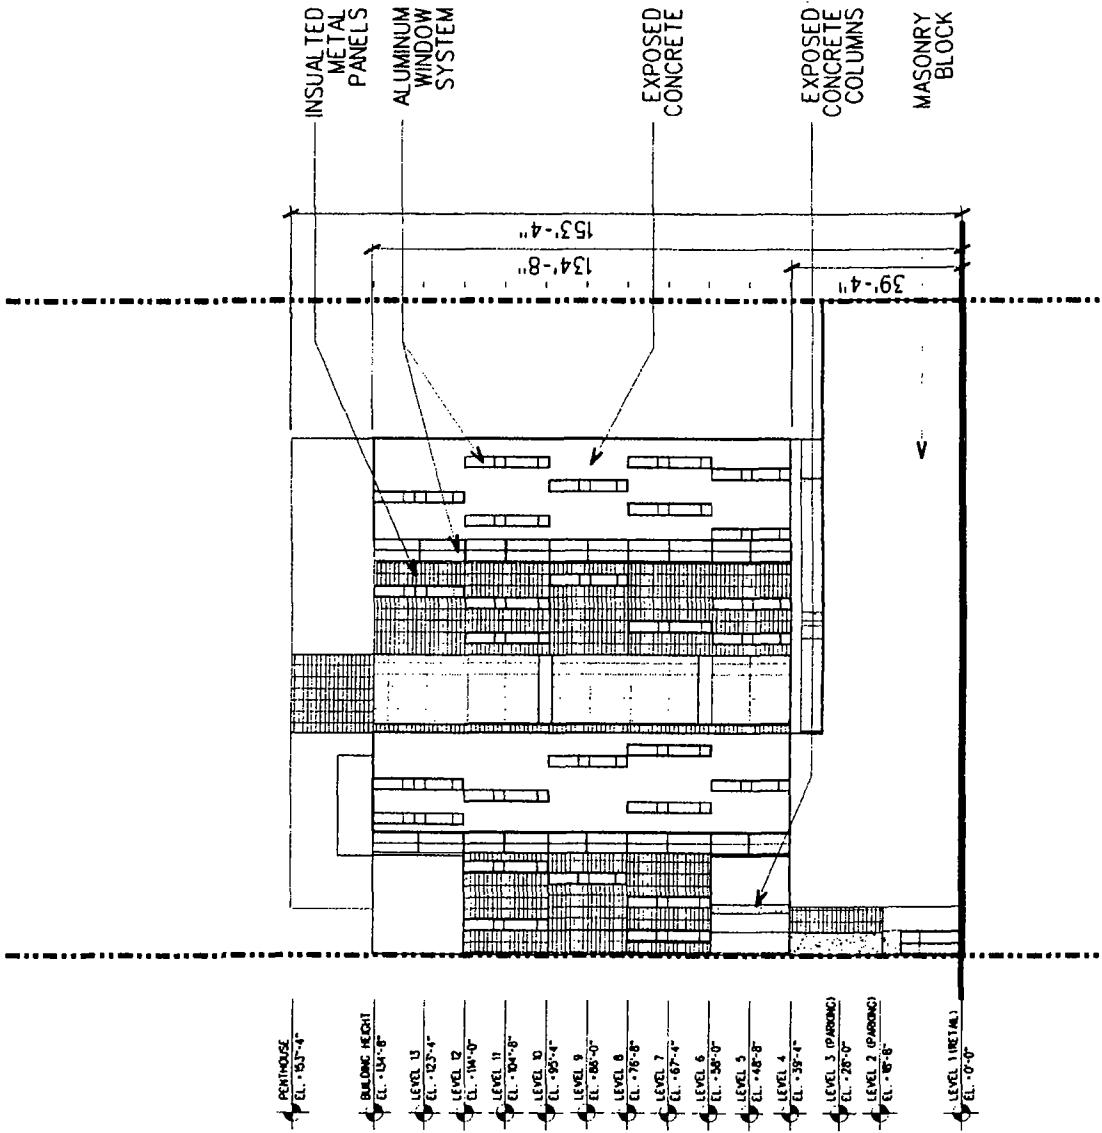 INSUALTED
METAL
PANELS
ALUMINUM
WINDOW
SYSTEM
EXPOSED
CONCRETE
EXPOSED
CONCRETE
COLUMNS
MASONRY
BLOCK
153'-4"
134'-8"
39'-4"
PENTHOUSE
EL. +153'-4"
BUILDING HEIGHT
EL. +134'-8"
LEVEL 13
EL. +123'-4"
LEVEL 12
EL. +114'-0"
LEVEL 11
EL. +104'-8"
LEVEL 10
EL. +95'-4"
LEVEL 9
EL. +86'-0"
LEVEL 8
EL. +76'-8"
LEVEL 7
EL. +67'-4"
LEVEL 6
EL. +58'-0"
LEVEL 5
EL. +48'-8"
LEVEL 4
EL. +39'-4"
LEVEL 3 (PARKING)
EL. +28'-0"
LEVEL 2 (PARKING)
EL. +18'-8"
LEVEL 1 (RETAIL)
EL. +0'-0"